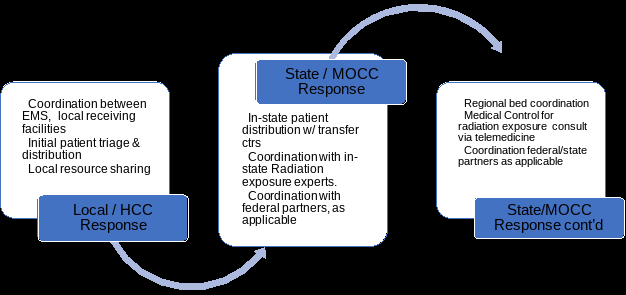 Coordination between
EMS, local receiving
facilities
Initial patient triage &
distribution
Local resource sharing
Local / HCC
Response
State / MOCC
Response
In-state patient
distribution w/ transfer
ctrs
Coordination with in-
state Radiation
exposure experts.
Coordination with
federal partners, as
applicable
Regional bed coordination
Medical Control for
radiation exposure consult
via telemedicine
Coordination federal/state
partners as applicable
State/MOCC
Response cont'd